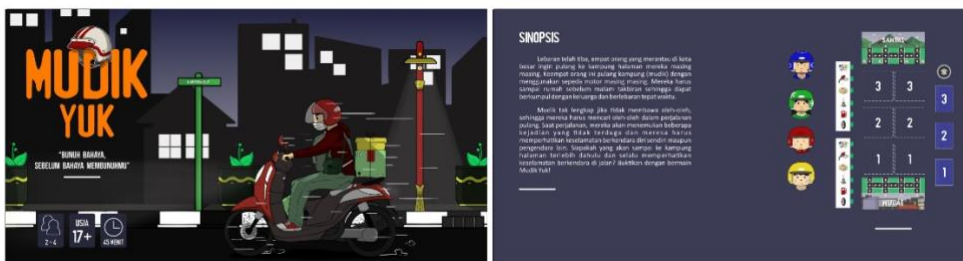 MUDIK
YUK
"BUNUH BAHAYA,
SEBELUM BAHAYA MEMBUNUHMU"
2 - 4
USIA
17+
45 MENIT
SINOPSIS
Lebaran telah tiba, empat orang yang merantau di kota
besar ingin pulang ke kampung halaman mereka masing
masing. Keempat orang ini pulang kampung (mudik) dengan
menggunakan sepeda motor masing masing. Mereka harus
sampai rumah sebelum malam takbiran sehingga dapat
berkumpul dengan keluarga dan berlebaran tepat waktu.
Mudik tak lengkap jika tidak membawa oleh-oleh,
sehingga mereka harus mencari oleh-oleh dalam perjalanan
pulang. Saat perjalanan, mereka akan menemukan beberapa
kejadian yang tidak terduga dan mereka harus
memperhatikan keselamatan berkendara diri sendiri maupun
pengendara lain. Siapakah yang akan sampai ke kampung
halaman terlebih dahulu dan selalu memperhatikan
keselamatan berkendara di jalan? Buktikan dengan bermain
Mudik Yuk!
3 3
2 2
1 1
3
2
1